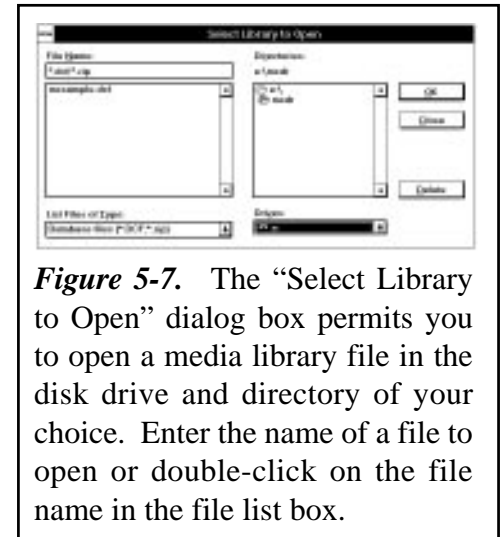 Select Library to Open
File Name:
Directories:
OK
Close
Delete
List Files of Type:
Drives:
Figure 5-7. The “Select Library
to Open” dialog box permits you
to open a media library file in the
disk drive and directory of your
choice. Enter the name of a file to
open or double-click on the file
name in the file list box.